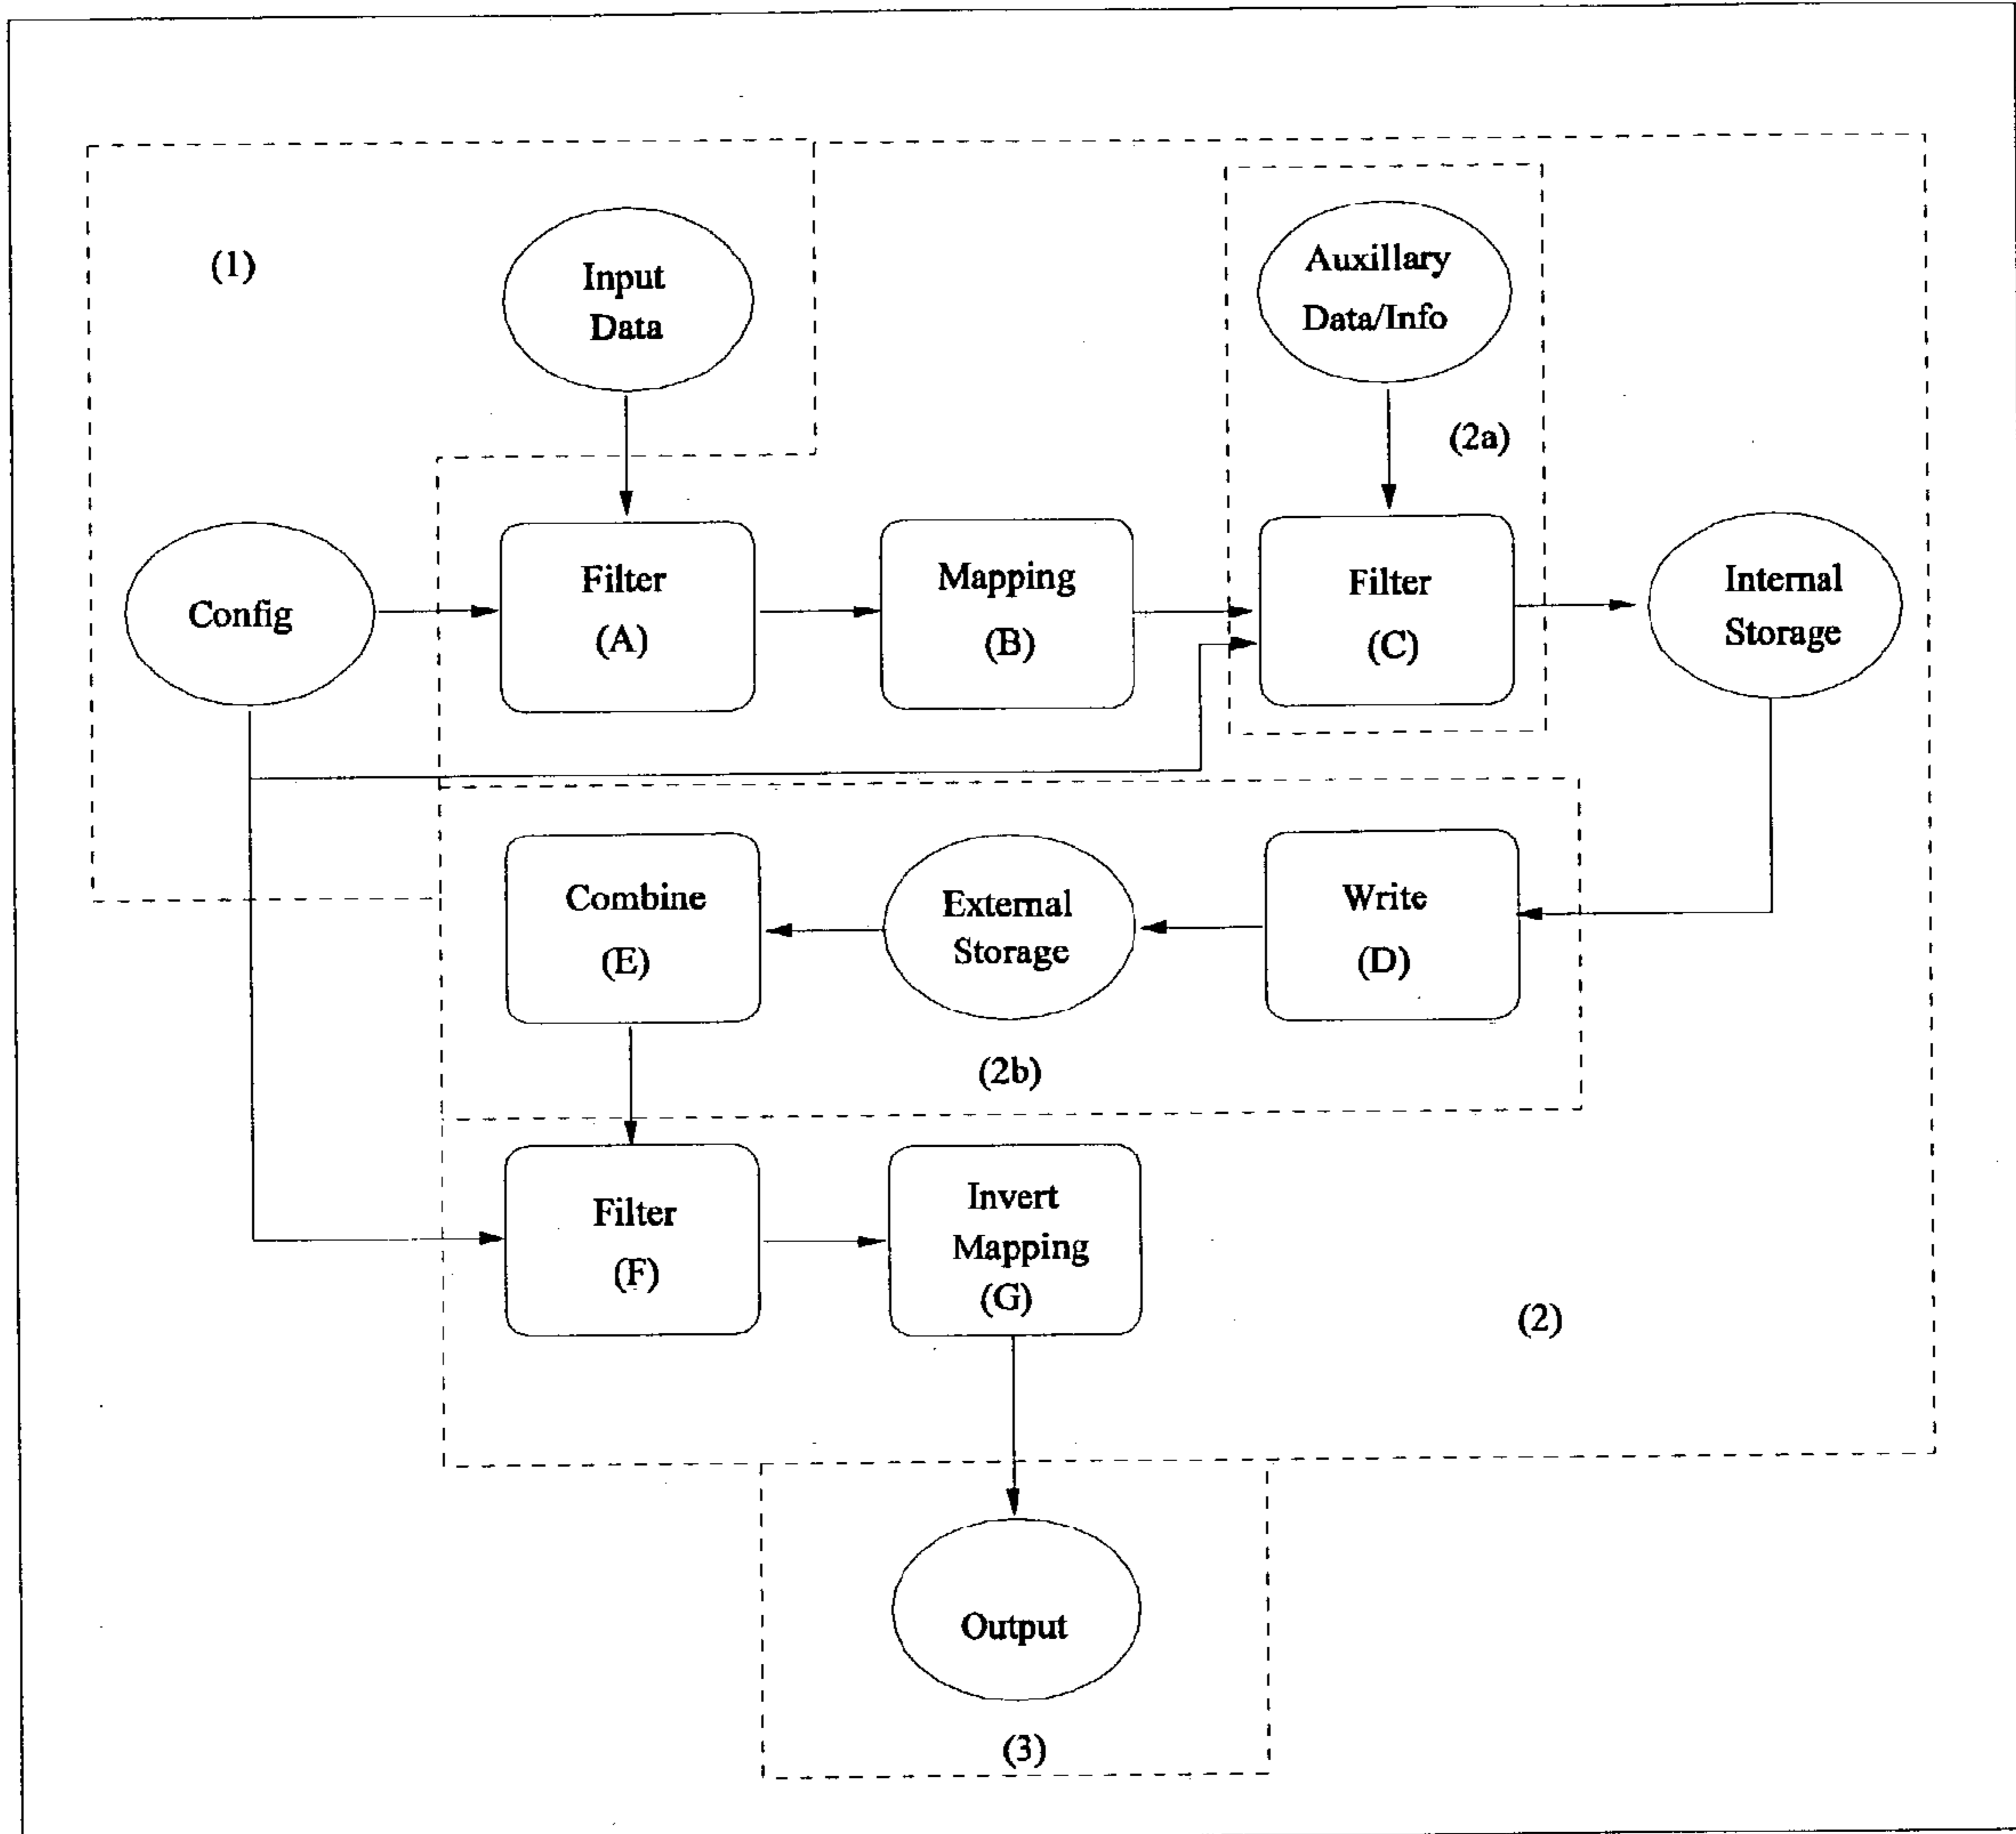 (1)
Input
Data
Auxillary
Data/Info
(2a)
Config
Filter
(A)
Mapping
(B)
Filter
(C)
Internal
Storage
Combine
(E)
External
Storage
Write
(D)
(2b)
Filter
(F)
Invert
Mapping
(G)
(2)
Output
(3)